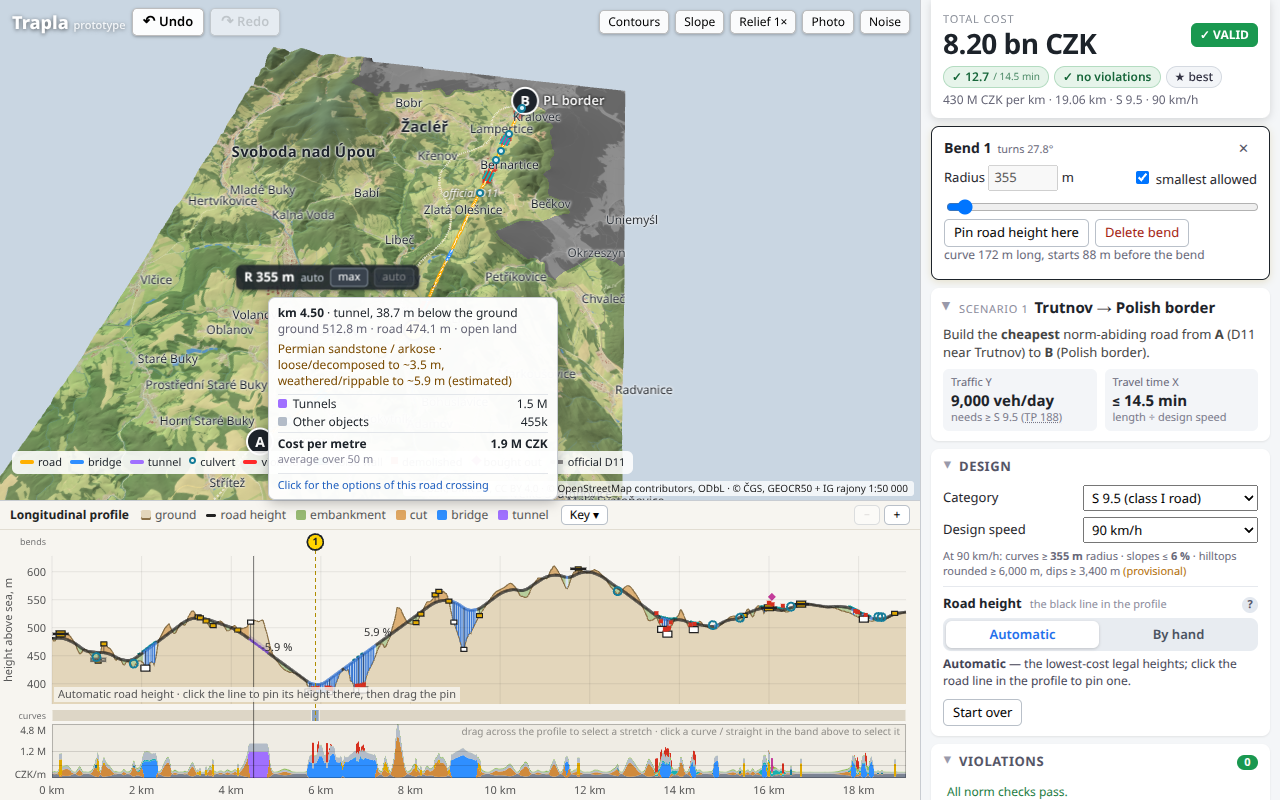 Trapla prototype
↶ Undo
↷ Redo
Contours
Slope
Relief 1×
Photo
Noise
B PL border
Bobr
Královec
Žacléř
Lampertice
Svoboda nad Úpou
Křenov
Bernartice
Mladé Buky
Babí
Hertvíkovice
Bečkov
Zlatá Olešnice
Kalná Voda
Uniemyśl
Libeč
Okrzeszyn
Petříkovice
R 355 m auto max auto
Vlčice
Chvaleč
Oblanov
Staré Buky
Prostřední Staré Buky
Radvanice
Horní Staré Buky
A
Střítež
km 4.50 · tunnel, 38.7 m below the ground
ground 512.8 m · road 474.1 m · open land
Permian sandstone / arkose ·
loose/decomposed to ~3.5 m,
weathered/rippable to ~5.9 m (estimated)
Tunnels 1.5 M
Other objects 455k
Cost per metre 1.9 M CZK
average over 50 m
Click for the options of this road crossing
road
bridge
tunnel
culvert
official D11
OpenStreetMap contributors, ODbL · © ČGS, GEOCR50 + IG rajony 1:50 000
Longitudinal profile
ground
road height
embankment
cut
bridge
tunnel
Key ▾
−
+
bends
1
height above sea, m
600
550
500
450
400
5.9 %
5.9 %
Automatic road height · click the line to pin its height there, then drag the pin
curves
drag across the profile to select a stretch · click a curve / straight in the band above to select it
4.8 M
1.2 M
CZK/m
0 km
2 km
4 km
6 km
8 km
10 km
12 km
14 km
16 km
18 km
TOTAL COST
8.20 bn CZK
✓ VALID
✓ 12.7 / 14.5 min
✓ no violations
★ best
430 M CZK per km · 19.06 km · S 9.5 · 90 km/h
Bend 1 turns 27.8°
✕
Radius 355 m
smallest allowed
Pin road height here
Delete bend
curve 172 m long, starts 88 m before the bend
▼ SCENARIO 1 Trutnov → Polish border
Build the cheapest norm-abiding road from A (D11
near Trutnov) to B (Polish border).
Traffic Y
9,000 veh/day
needs ≥ S 9.5 (TP 188)
Travel time X
≤ 14.5 min
length ÷ design speed
▼ DESIGN
Category S 9.5 (class I road)
Design speed 90 km/h
At 90 km/h: curves ≥ 355 m radius · slopes ≤ 6 % · hilltops
rounded ≥ 6,000 m, dips ≥ 3,400 m (provisional)
Road height the black line in the profile ?
Automatic
By hand
Automatic — the lowest-cost legal heights; click the
road line in the profile to pin one.
Start over
▼ VIOLATIONS 0
All norm checks pass.